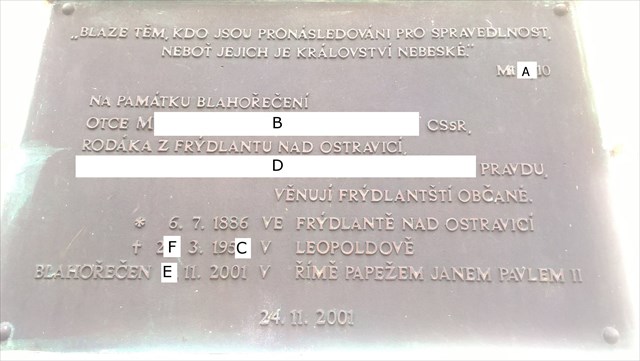 „BLAZE TĚM, KDO JSOU PRONÁSLEDOVÁNI PRO SPRAVEDLNOST,
NEBOŤ JEJICH JE KRÁLOVSTVÍ NEBESKÉ.“
Mt A 10
NA PAMÁTKU BLAHOŘEČENÍ
OTCE M B CSsR,
RODÁKA Z FRÝDLANTU NAD OSTRAVICÍ,
D PRAVDU,
VĚNUJÍ FRÝDLANTŠTÍ OBČANÉ.
* 6. 7. 1886 VE FRÝDLANTĚ NAD OSTRAVICÍ
† 2 F 3. 195 C V LEOPOLDOVĚ
BLAHOŘEČEN E 11. 2001 V ŘÍMĚ PAPEŽEM JANEM PAVLEM II
24. 11. 2001